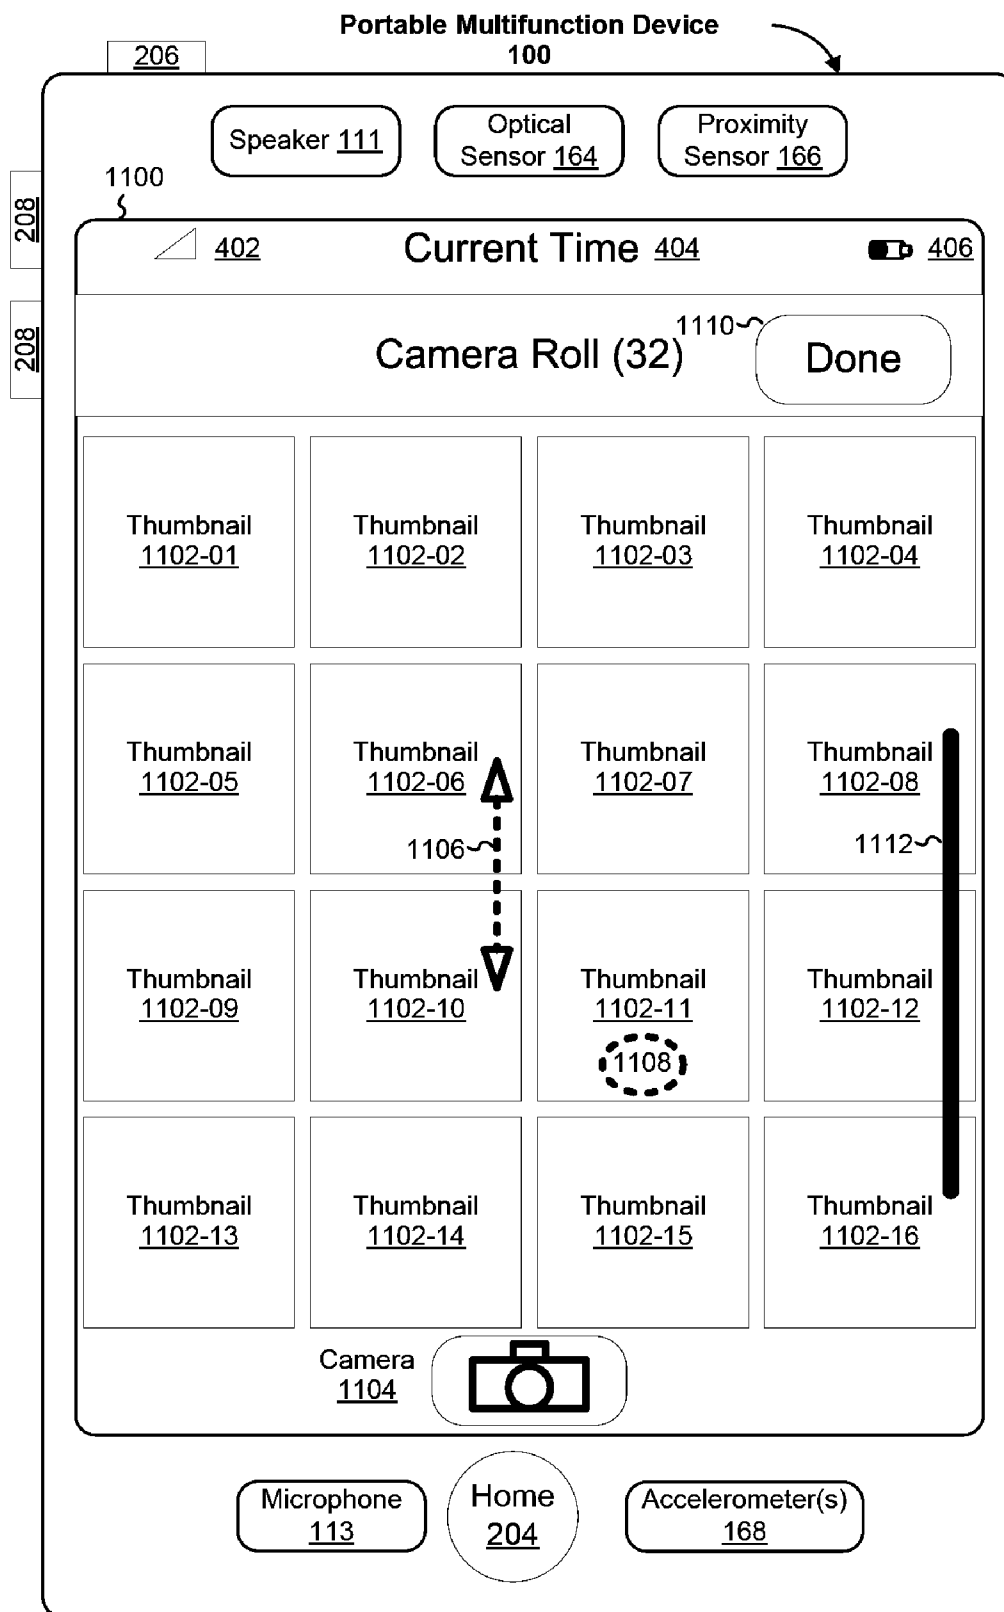 Portable Multifunction Device
100
206
Speaker 111
Optical
Sensor 164
Proximity
Sensor 166
1100
208
402
Current Time 404
406
208
Camera Roll (32)
1110
Done
Thumbnail
1102-01
Thumbnail
1102-02
Thumbnail
1102-03
Thumbnail
1102-04
Thumbnail
1102-05
Thumbnail
1102-06
Thumbnail
1102-07
Thumbnail
1102-08
1106
1112
Thumbnail
1102-09
Thumbnail
1102-10
Thumbnail
1102-11
1108
Thumbnail
1102-12
Thumbnail
1102-13
Thumbnail
1102-14
Thumbnail
1102-15
Thumbnail
1102-16
Camera
1104
Microphone
113
Home
204
Accelerometer(s)
168